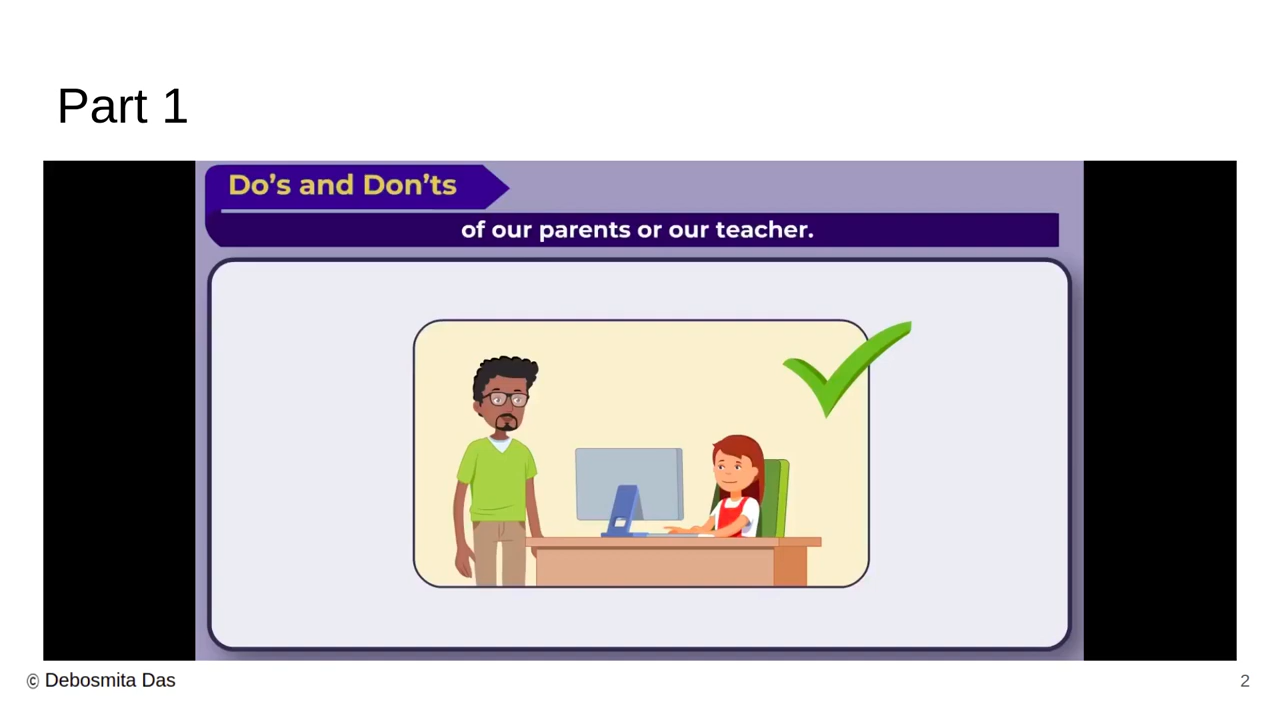 Part 1
Do's and Don'ts
of our parents or our teacher.
© Debosmita Das
2